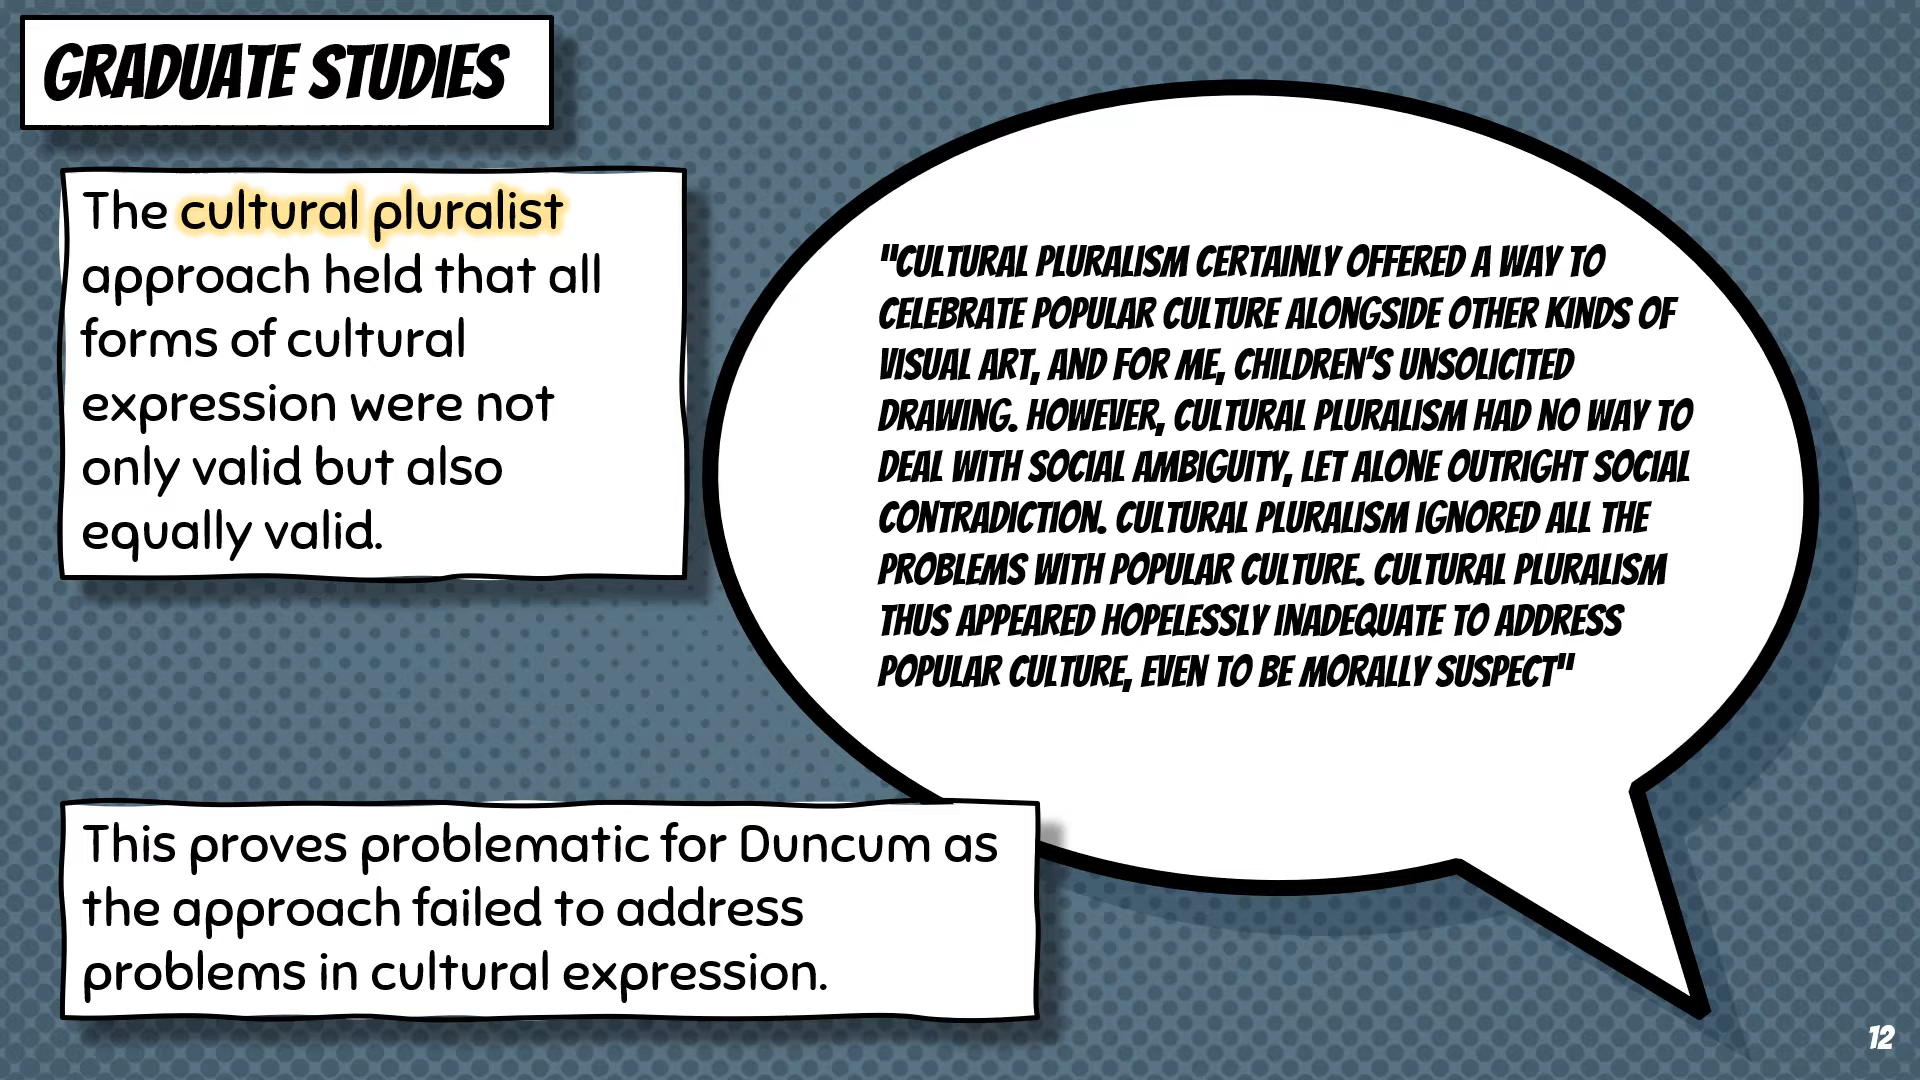 GRADUATE STUDIES
The cultural pluralist
approach held that all
forms of cultural
expression were not
only valid but also
equally valid.
"CULTURAL PLURALISM CERTAINLY OFFERED A WAY TO
CELEBRATE POPULAR CULTURE ALONGSIDE OTHER KINDS OF
VISUAL ART, AND FOR ME, CHILDREN'S UNSOLICITED
DRAWING. HOWEVER, CULTURAL PLURALISM HAD NO WAY TO
DEAL WITH SOCIAL AMBIGUITY, LET ALONE OUTRIGHT SOCIAL
CONTRADICTION. CULTURAL PLURALISM IGNORED ALL THE
PROBLEMS WITH POPULAR CULTURE. CULTURAL PLURALISM
THUS APPEARED HOPELESSLY INADEQUATE TO ADDRESS
POPULAR CULTURE, EVEN TO BE MORALLY SUSPECT"
This proves problematic for Duncum as
the approach failed to address
problems in cultural expression.
12